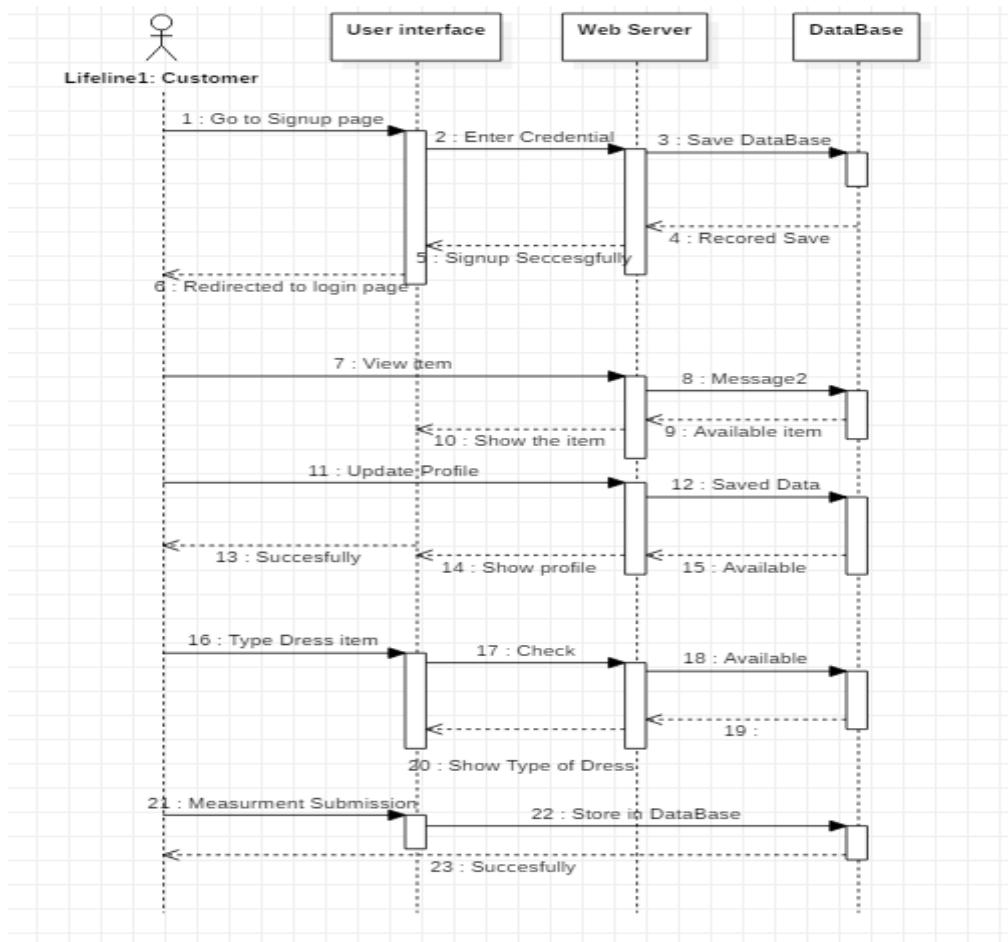 User interface
Web Server
DataBase
Lifeline1: Customer
1 : Go to Signup page
2 : Enter Credential
3 : Save DataBase
4 : Recored Save
5 : Signup Seccesgfully
6 : Redirected to login page
7 : View item
8 : Message2
9 : Available item
10 : Show the item
11 : Update Profile
12 : Saved Data
13 : Succesfully
14 : Show profile
15 : Available
16 : Type Dress item
17 : Check
18 : Available
19 :
20 : Show Type of Dress
21 : Measurment Submission
22 : Store in DataBase
23 : Succesfully